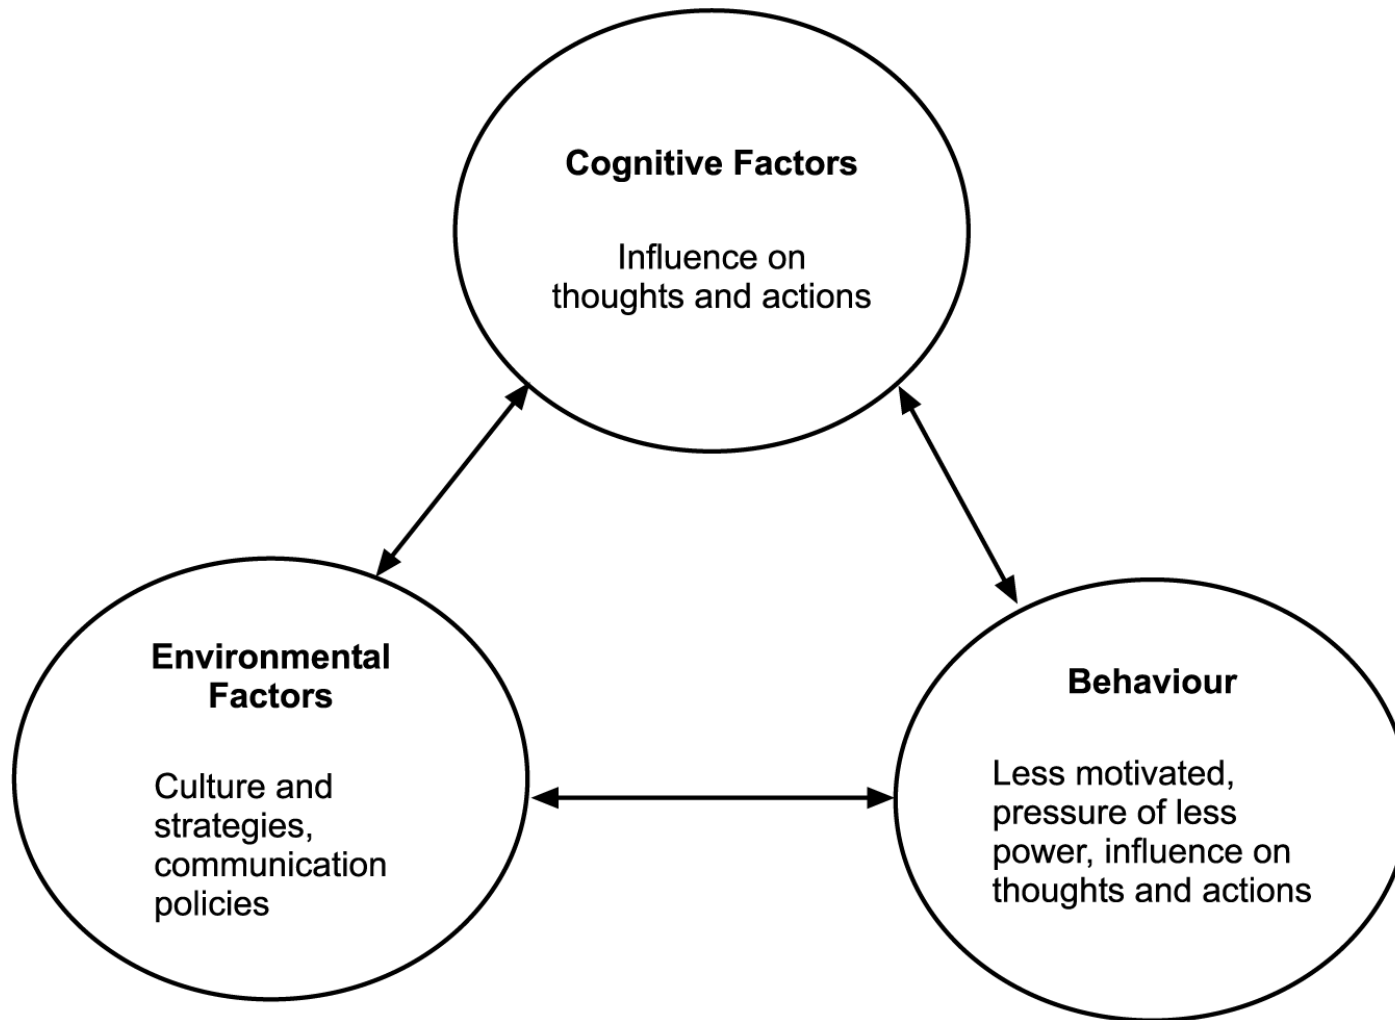 Cognitive Factors
Influence on
thoughts and actions
Environmental
Factors
Culture and
strategies,
communication
policies
Behaviour
Less motivated,
pressure of less
power, influence on
thoughts and actions